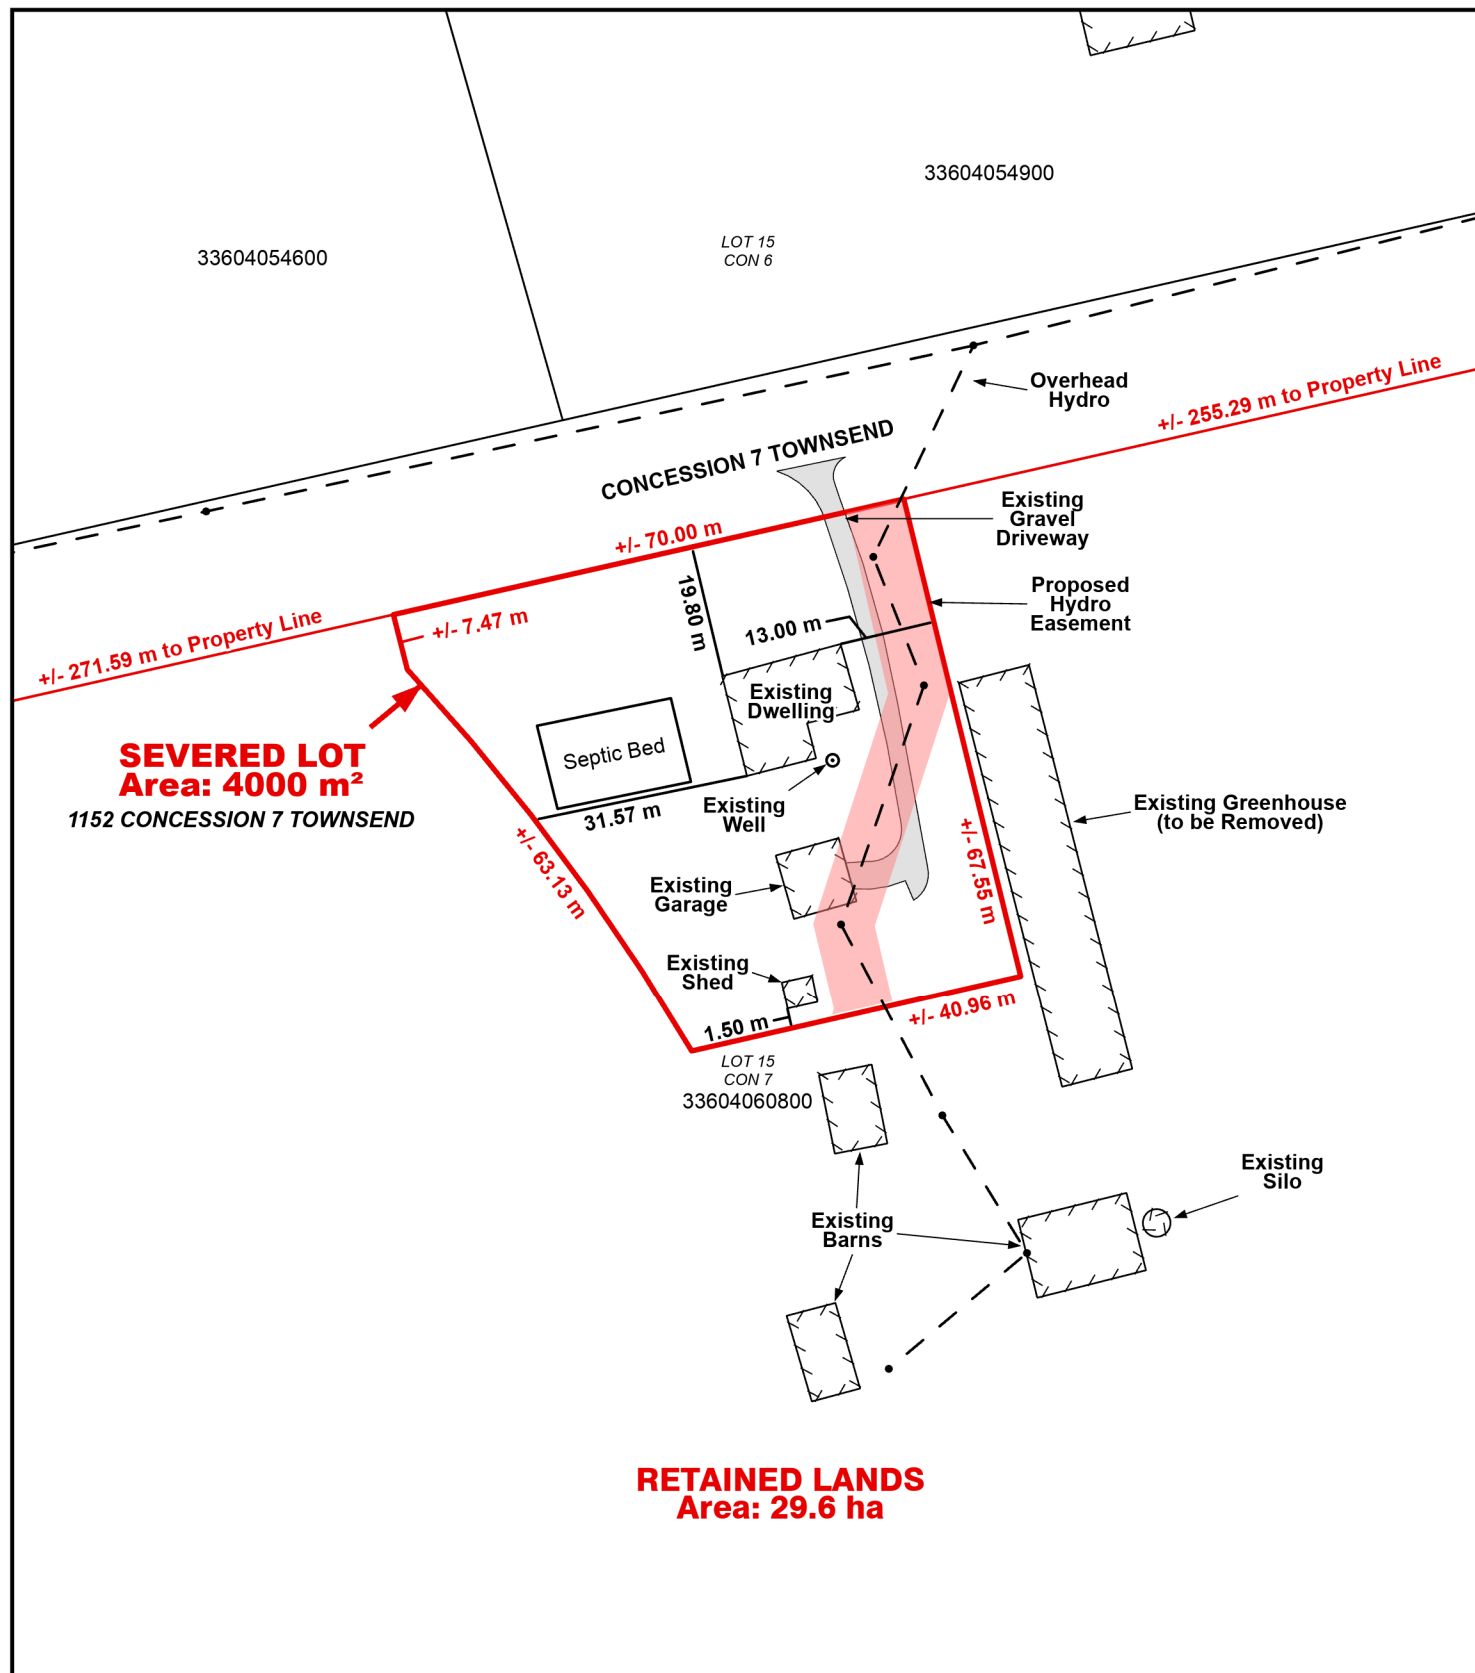 33604054900
LOT 15
CON 6
33604054600
Overhead
Hydro
+/- 255.29 m to Property Line
CONCESSION 7 TOWNSEND
Existing
Gravel
Driveway
+/- 70.00 m
Proposed
Hydro
Easement
19.80 m
13.00 m
+/- 7.47 m
+/- 271.59 m to Property Line
Existing
Dwelling
Septic Bed
SEVERED LOT
Area: 4000 m²
1152 CONCESSION 7 TOWNSEND
31.57 m
Existing
Well
Existing Greenhouse
(to be Removed)
+/- 63.13 m
+/- 67.55 m
Existing
Garage
Existing
Shed
1.50 m
+/- 40.96 m
LOT 15
CON 7
33604060800
Existing
Silo
Existing
Barns
RETAINED LANDS
Area: 29.6 ha